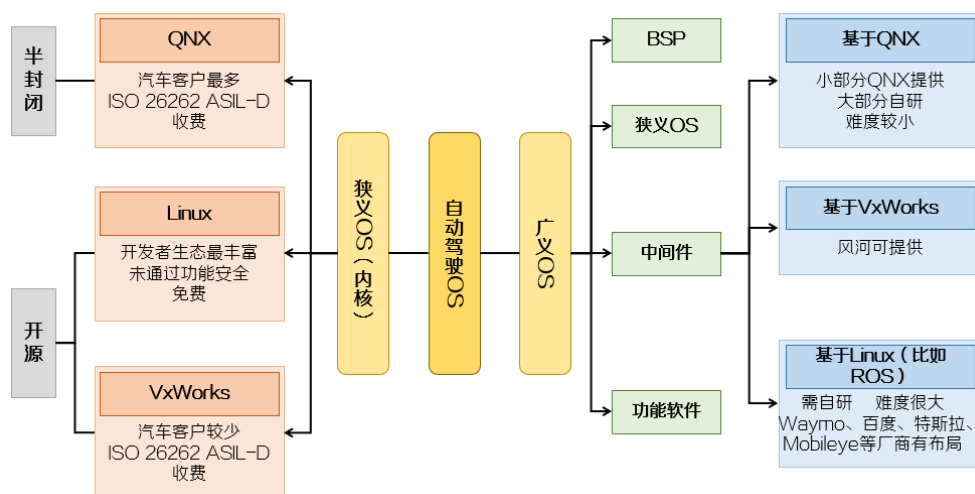 半封闭
QNX
汽车客户最多
ISO 26262 ASIL-D
收费
开源
Linux
开发者生态最丰富
未通过功能安全
免费
VxWorks
汽车客户较少
ISO 26262 ASIL-D
收费
狭义OS（内核）
自动驾驶OS
广义OS
BSP
狭义OS
中间件
功能软件
基于QNX
小部分QNX提供
大部分自研
难度较小
基于VxWorks
风河可提供
基于Linux（比如
ROS）
需自研 难度很大
Waymo、百度、特斯拉、
Mobileye等厂商有布局